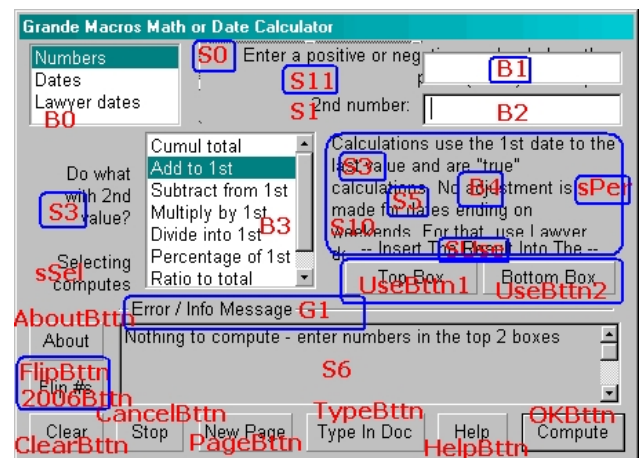 Grande Macros Math or Date Calculator
Numbers
Dates
Lawyer dates
B0
S0
Enter a positive or
B1
S11
S1
2nd number:
B2
Do what
with 2nd
value?
S3
Selecting
computes
sSel
Cumul total
Add to 1st
Subtract from 1st
Multiply by 1st
Divide into 1st
Percentage of 1st
Ratio to total
B3
Calculations use the 1st date to the
last value and are "true"
calculations. No adjustment is
made for dates ending on
weekends. For that, use Lawyer
S3
S5
B4
sPer
S10
-- Insert The Result Into The --
Top Box
Bottom Box
UseBttn1
UseBttn2
Error / Info Message
G1
AboutBttn
About
Nothing to compute - enter numbers in the top 2 boxes
S6
FlipBttn
Flip #s
2006Bttn
CancelBttn
TypeBttn
OKBttn
Clear
Stop
New Page
Type In Doc
Help
Compute
ClearBttn
PageBttn
HelpBttn